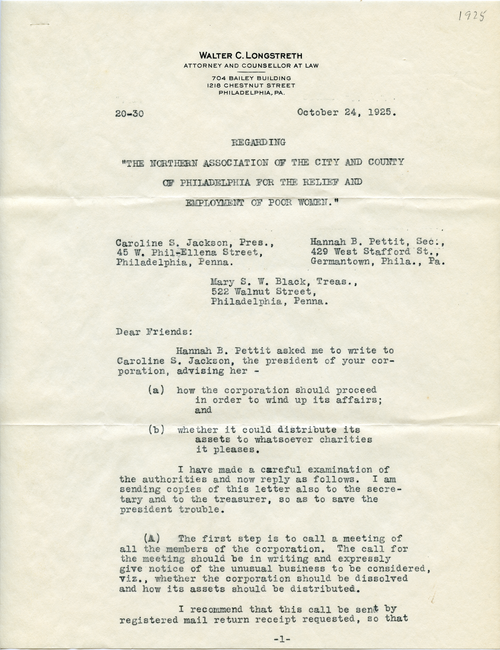 1925
WALTER C. LONGSTRETH
ATTORNEY AND COUNSELLOR AT LAW
704 BAILEY BUILDING
1218 CHESTNUT STREET
PHILADELPHIA, PA.
20-30 October 24, 1925.
REGARDING
"THE NORTHERN ASSOCIATION OF THE CITY AND COUNTY
OF PHILADELPHIA FOR THE RELIEF AND
EMPLOYMENT OF POOR WOMEN."
Caroline S. Jackson, Pres.,
45 W. Phil-Ellena Street,
Philadelphia, Penna.
Hannah B. Pettit, Sec.,
429 West Stafford St.,
Germantown, Phila., Pa.
Mary S. W. Black, Treas.,
522 Walnut Street,
Philadelphia, Penna.
Dear Friends:
Hannah B. Pettit asked me to write to
Caroline S. Jackson, the president of your cor-
poration, advising her -
(a) how the corporation should proceed
in order to wind up its affairs;
and
(b) whether it could distribute its
assets to whatsoever charities
it pleases.
I have made a careful examination of
the authorities and now reply as follows. I am
sending copies of this letter also to the secre-
tary and to the treasurer, so as to save the
president trouble.
(A) The first step is to call a meeting of
all the members of the corporation. The call for
the meeting should be in writing and expressly
give notice of the unusual business to be considered,
viz., whether the corporation should be dissolved
and how its assets should be distributed.
I recommend that this call be sent by
registered mail return receipt requested, so that
-1-